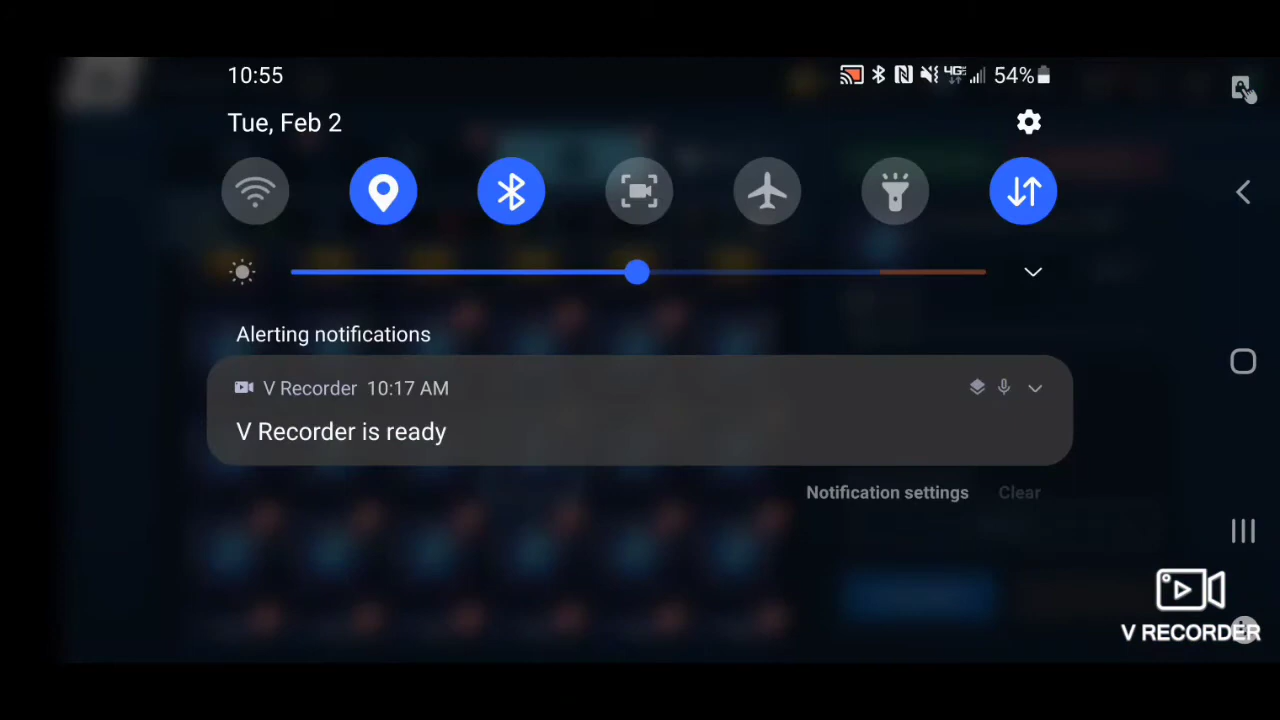 10:55
4G
54%
Tue, Feb 2
Alerting notifications
V Recorder 10:17 AM
V Recorder is ready
Notification settings
Clear
V RECORDER